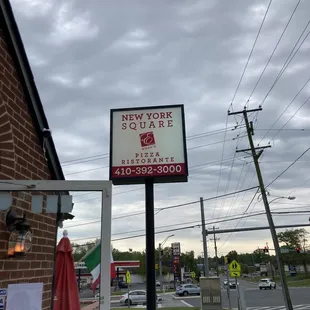 NEW YORK
SQUARE
PIZZA
RISTORANTE
410-392-3000